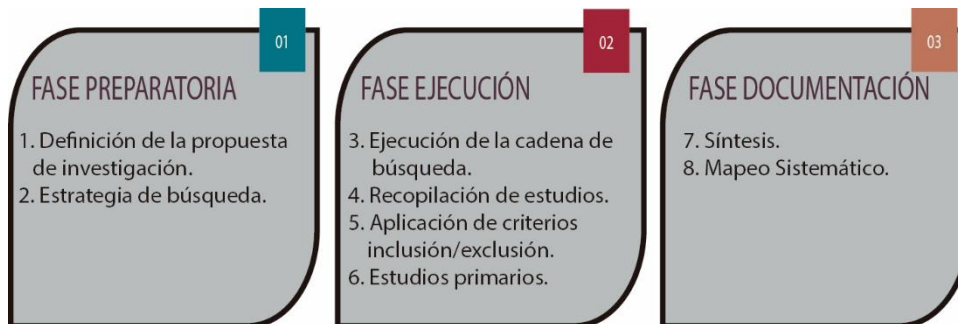 01
FASE PREPARATORIA
1. Definición de la propuesta
de investigación.
2. Estrategia de búsqueda.
02
FASE EJECUCIÓN
3. Ejecución de la cadena de
búsqueda.
4. Recopilación de estudios.
5. Aplicación de criterios
inclusión/exclusión.
6. Estudios primarios.
03
FASE DOCUMENTACIÓN
7. Síntesis.
8. Mapeo Sistemático.